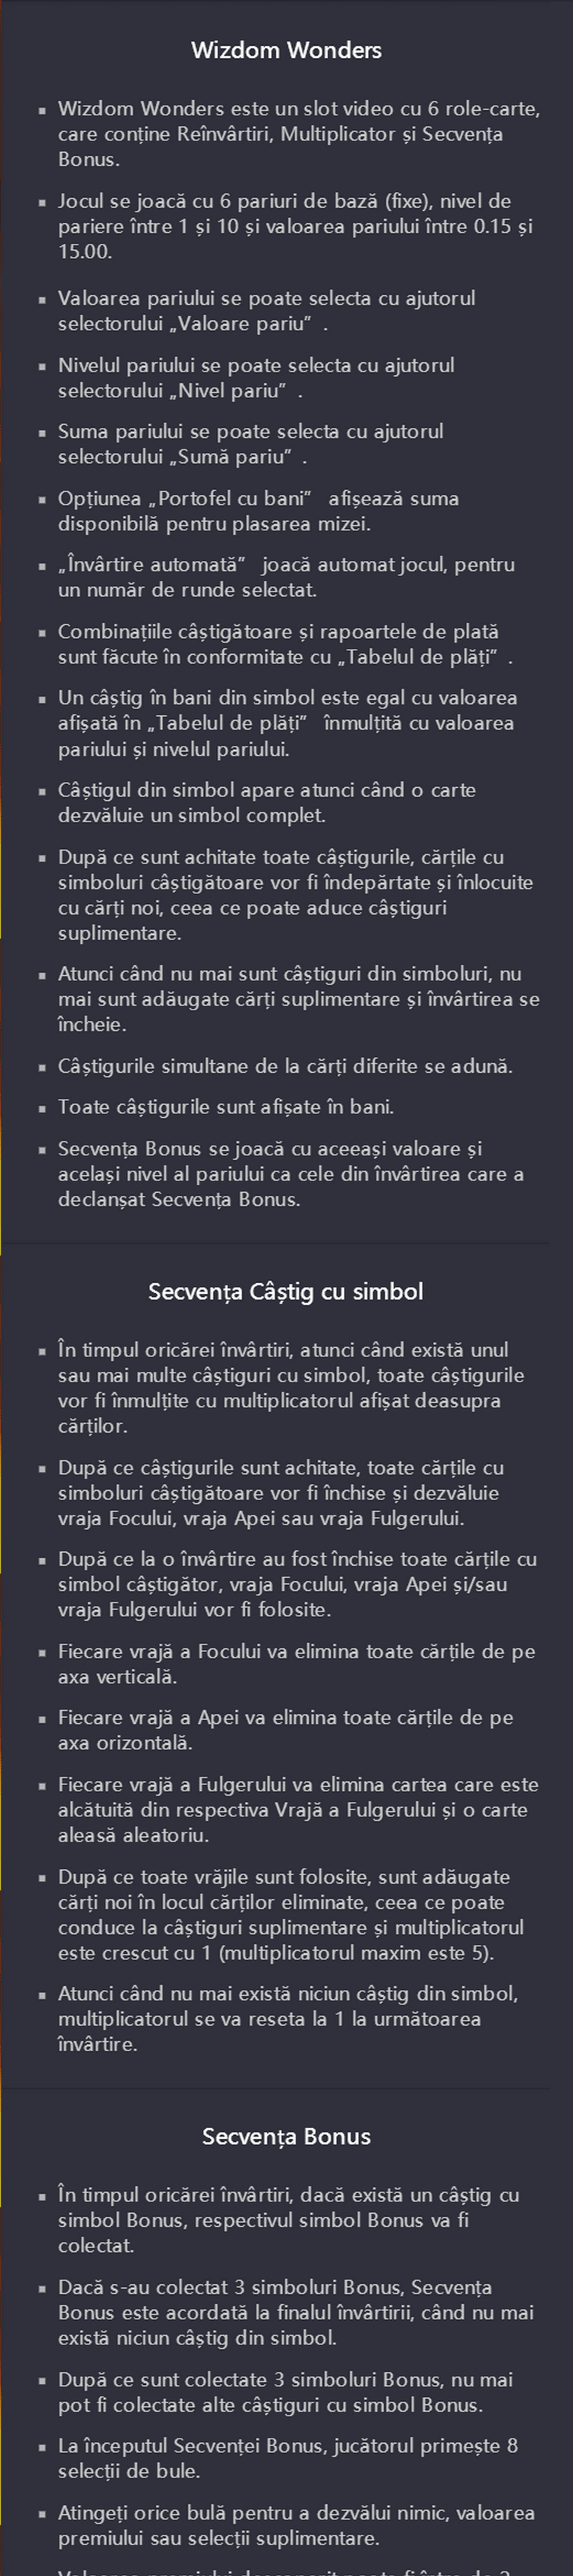 Wizdom Wonders
▪ Wizdom Wonders este un slot video cu 6 role-carte,
care conține Reînvârtiri, Multiplicator și Secvența
Bonus.
▪ Jocul se joacă cu 6 pariuri de bază (fixe), nivel de
pariere între 1 și 10 și valoarea pariului între 0.15 și
15.00.
▪ Valoarea pariului se poate selecta cu ajutorul
selectorului „Valoare pariu” .
▪ Nivelul pariului se poate selecta cu ajutorul
selectorului „Nivel pariu” .
▪ Suma pariului se poate selecta cu ajutorul
selectorului „Sumă pariu” .
▪ Opțiunea „Portofel cu bani” afișează suma
disponibilă pentru plasarea mizei.
▪ „Învârtire automată” joacă automat jocul, pentru
un număr de runde selectat.
▪ Combinațiile câștigătoare și rapoartele de plată
sunt făcute în conformitate cu „Tabelul de plăți” .
▪ Un câștig în bani din simbol este egal cu valoarea
afișată în „Tabelul de plăți” înmulțită cu valoarea
pariului și nivelul pariului.
▪ Câștigul din simbol apare atunci când o carte
dezvăluie un simbol complet.
▪ După ce sunt achitate toate câștigurile, cărțile cu
simboluri câștigătoare vor fi îndepărtate și înlocuite
cu cărți noi, ceea ce poate aduce câștiguri
suplimentare.
▪ Atunci când nu mai sunt câștiguri din simboluri, nu
mai sunt adăugate cărți suplimentare și învârtirea se
încheie.
▪ Câștigurile simultane de la cărți diferite se adună.
▪ Toate câștigurile sunt afișate în bani.
▪ Secvența Bonus se joacă cu aceeași valoare și
același nivel al pariului ca cele din învârtirea care a
declanșat Secvența Bonus.
Secvența Câștig cu simbol
▪ În timpul oricărei învârtiri, atunci când există unul
sau mai multe câștiguri cu simbol, toate câștigurile
vor fi înmulțite cu multiplicatorul afișat deasupra
cărților.
▪ După ce câștigurile sunt achitate, toate cărțile cu
simboluri câștigătoare vor fi închise și dezvăluie
vraja Focului, vraja Apei sau vraja Fulgerului.
▪ După ce la o învârtire au fost închise toate cărțile cu
simbol câștigător, vraja Focului, vraja Apei și/sau
vraja Fulgerului vor fi folosite.
▪ Fiecare vrajă a Focului va elimina toate cărțile de pe
axa verticală.
▪ Fiecare vrajă a Apei va elimina toate cărțile de pe
axa orizontală.
▪ Fiecare vrajă a Fulgerului va elimina cartea care este
alcătuită din respectiva Vrajă a Fulgerului și o carte
aleasă aleatoriu.
▪ După ce toate vrăjile sunt folosite, sunt adăugate
cărți noi în locul cărților eliminate, ceea ce poate
conduce la câștiguri suplimentare și multiplicatorul
este crescut cu 1 (multiplicatorul maxim este 5).
▪ Atunci când nu mai există niciun câștig din simbol,
multiplicatorul se va reseta la 1 la următoarea
învârtire.
Secvența Bonus
▪ În timpul oricărei învârtiri, dacă există un câștig cu
simbol Bonus, respectivul simbol Bonus va fi
colectat.
▪ Dacă s-au colectat 3 simboluri Bonus, Secvența
Bonus este acordată la finalul învârtirii, când nu mai
există niciun câștig din simbol.
▪ După ce sunt colectate 3 simboluri Bonus, nu mai
pot fi colectate alte câștiguri cu simbol Bonus.
▪ La începutul Secvenței Bonus, jucătorul primește 8
selecții de bule.
▪ Atingeți orice bulă pentru a dezvălui nimic, valoarea
premiului sau selecții suplimentare.